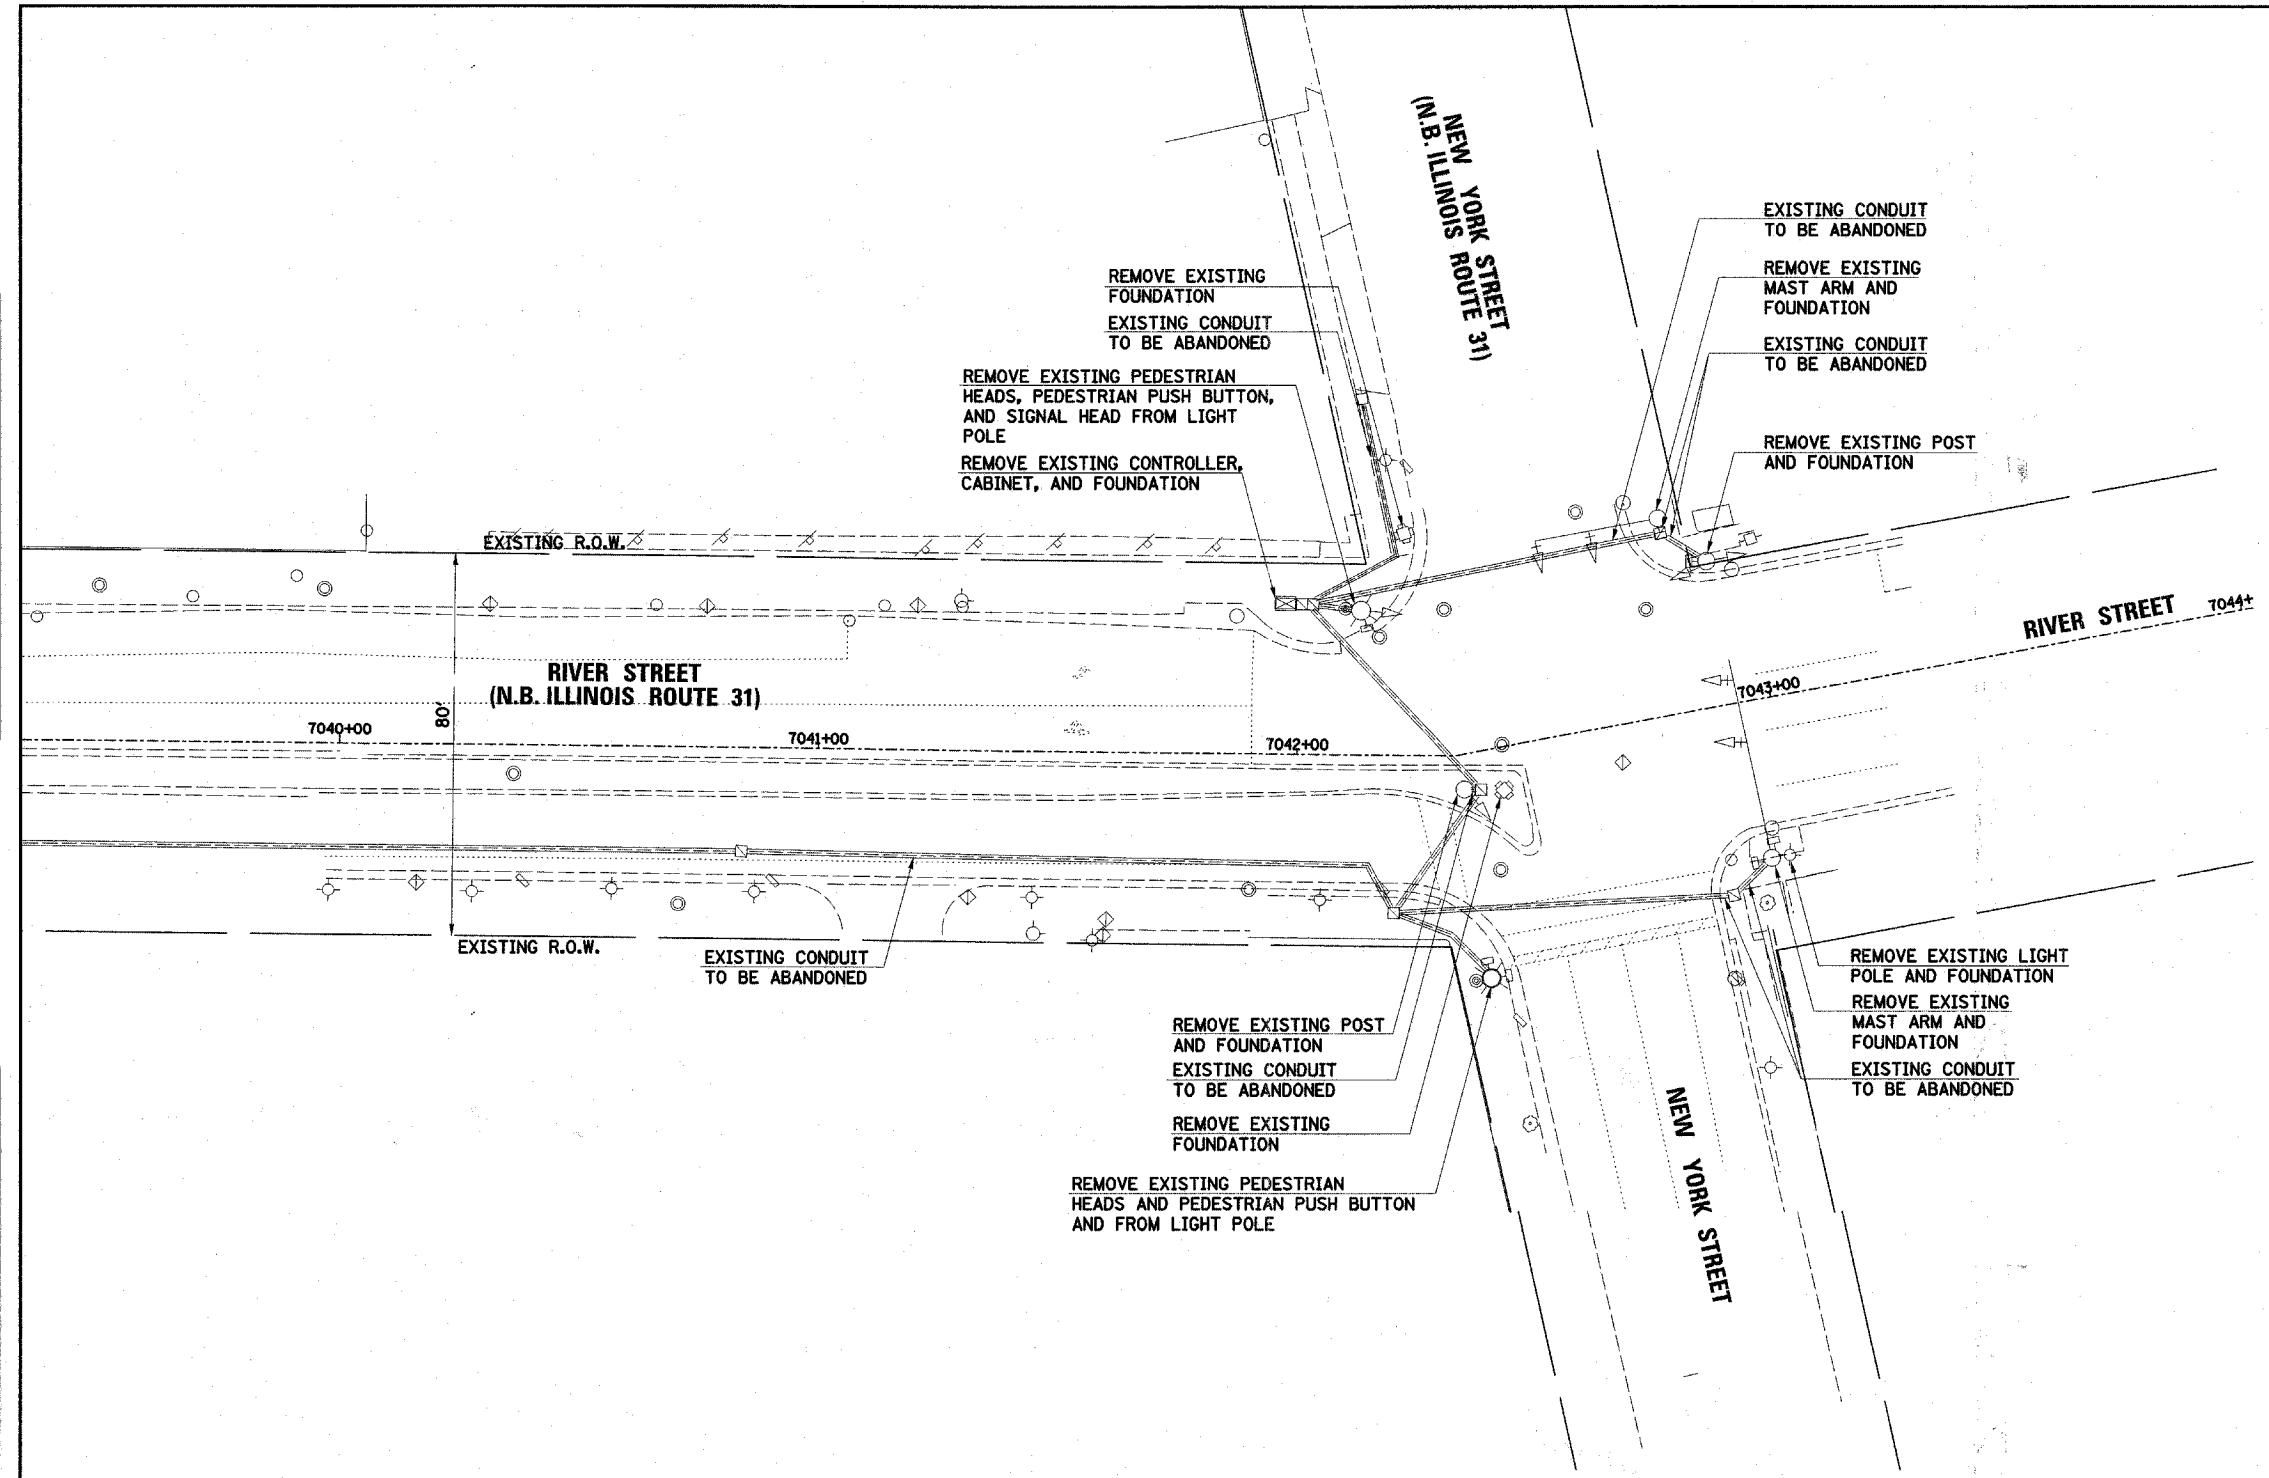 NEW YORK STREET
(N.B. ILLINOIS ROUTE 31)
EXISTING CONDUIT
TO BE ABANDONED
REMOVE EXISTING
MAST ARM AND
FOUNDATION
EXISTING CONDUIT
TO BE ABANDONED
REMOVE EXISTING POST
AND FOUNDATION
REMOVE EXISTING
FOUNDATION
EXISTING CONDUIT
TO BE ABANDONED
REMOVE EXISTING PEDESTRIAN
HEADS, PEDESTRIAN PUSH BUTTON,
AND SIGNAL HEAD FROM LIGHT
POLE
REMOVE EXISTING CONTROLLER,
CABINET, AND FOUNDATION
EXISTING R.O.W.
RIVER STREET
7044+
RIVER STREET
(N.B. ILLINOIS ROUTE 31)
80'
7040+00
7041+00
7042+00
7043+00
EXISTING R.O.W.
EXISTING CONDUIT
TO BE ABANDONED
REMOVE EXISTING LIGHT
POLE AND FOUNDATION
REMOVE EXISTING
MAST ARM AND
FOUNDATION
EXISTING CONDUIT
TO BE ABANDONED
REMOVE EXISTING POST
AND FOUNDATION
EXISTING CONDUIT
TO BE ABANDONED
REMOVE EXISTING
FOUNDATION
REMOVE EXISTING PEDESTRIAN
HEADS AND PEDESTRIAN PUSH BUTTON
AND FROM LIGHT POLE
NEW YORK STREET